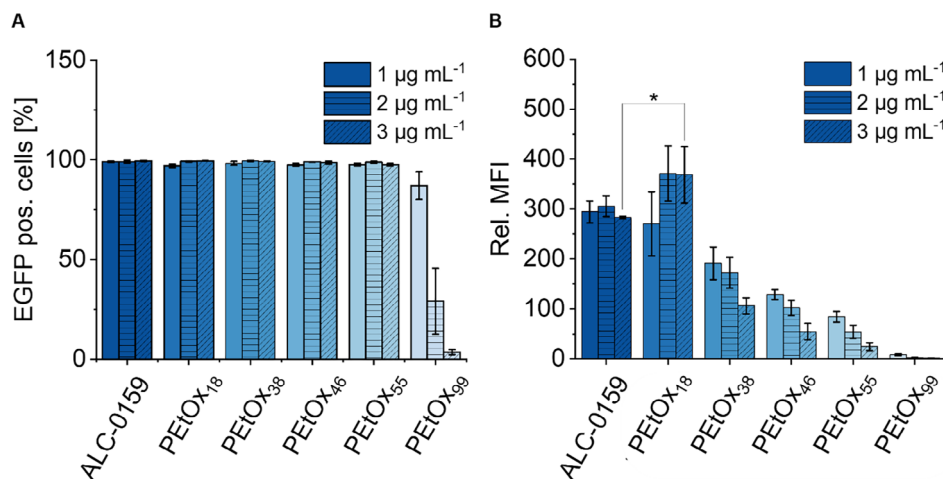 A
EGFP pos. cells [%]
150
100
50
0
1 µg mL⁻¹
2 µg mL⁻¹
3 µg mL⁻¹
ALC-0159
PEtOx₁₈
PEtOx₃₈
PEtOx₄₆
PEtOx₅₅
PEtOx₉₉
B
Rel. MFI
600
500
400
300
200
100
0
1 µg mL⁻¹
2 µg mL⁻¹
3 µg mL⁻¹
*
ALC-0159
PEtOx₁₈
PEtOx₃₈
PEtOx₄₆
PEtOx₅₅
PEtOx₉₉